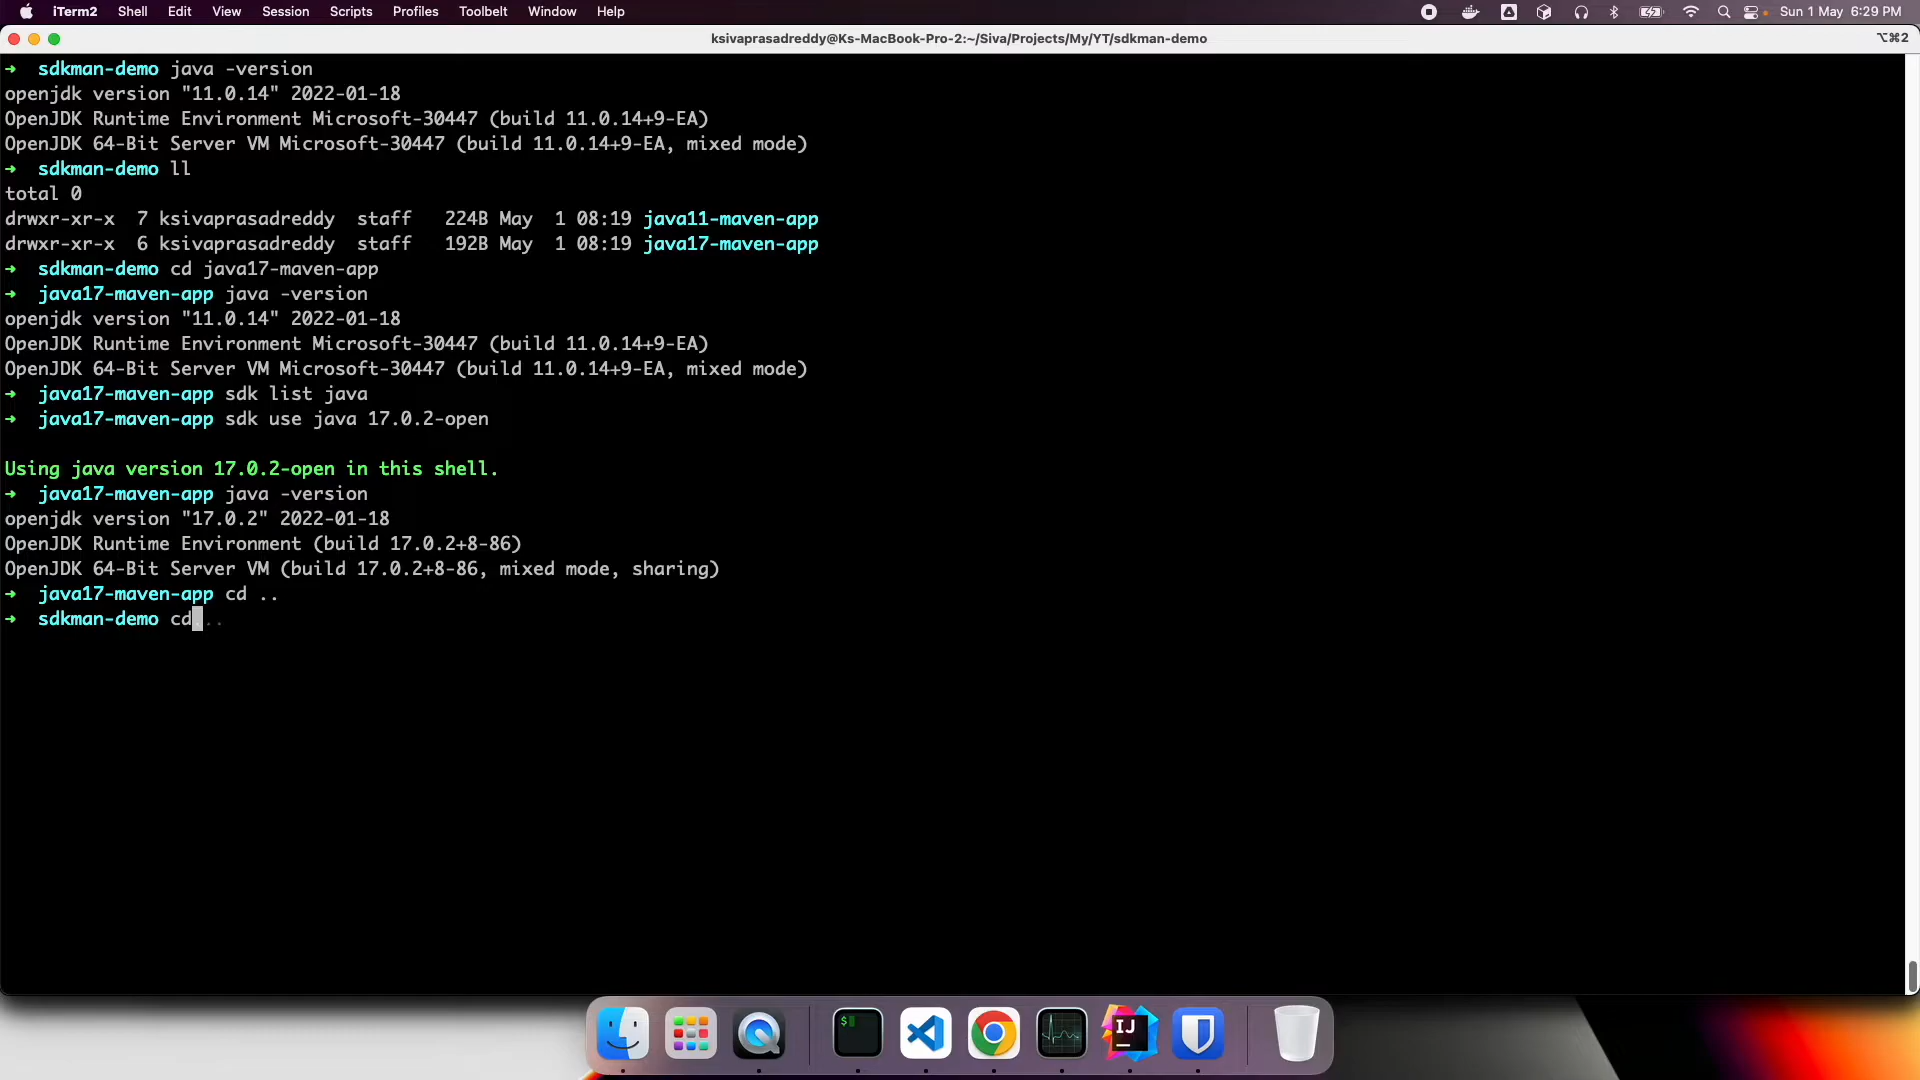 iTerm2 Shell Edit View Session Scripts Profiles Toolbelt Window Help Sun 1 May 6:29 PM
ksivaprasadreddy@Ks-MacBook-Pro-2:~/Siva/Projects/My/YT/sdkman-demo ⌥⌘2
➜ sdkman-demo java -version
openjdk version "11.0.14" 2022-01-18
OpenJDK Runtime Environment Microsoft-30447 (build 11.0.14+9-EA)
OpenJDK 64-Bit Server VM Microsoft-30447 (build 11.0.14+9-EA, mixed mode)
➜ sdkman-demo ll
total 0
drwxr-xr-x 7 ksivaprasadreddy staff 224B May 1 08:19 java11-maven-app
drwxr-xr-x 6 ksivaprasadreddy staff 192B May 1 08:19 java17-maven-app
➜ sdkman-demo cd java17-maven-app
➜ java17-maven-app java -version
openjdk version "11.0.14" 2022-01-18
OpenJDK Runtime Environment Microsoft-30447 (build 11.0.14+9-EA)
OpenJDK 64-Bit Server VM Microsoft-30447 (build 11.0.14+9-EA, mixed mode)
➜ java17-maven-app sdk list java
➜ java17-maven-app sdk use java 17.0.2-open
Using java version 17.0.2-open in this shell.
➜ java17-maven-app java -version
openjdk version "17.0.2" 2022-01-18
OpenJDK Runtime Environment (build 17.0.2+8-86)
OpenJDK 64-Bit Server VM (build 17.0.2+8-86, mixed mode, sharing)
➜ java17-maven-app cd ..
➜ sdkman-demo cd ..
$
IJ